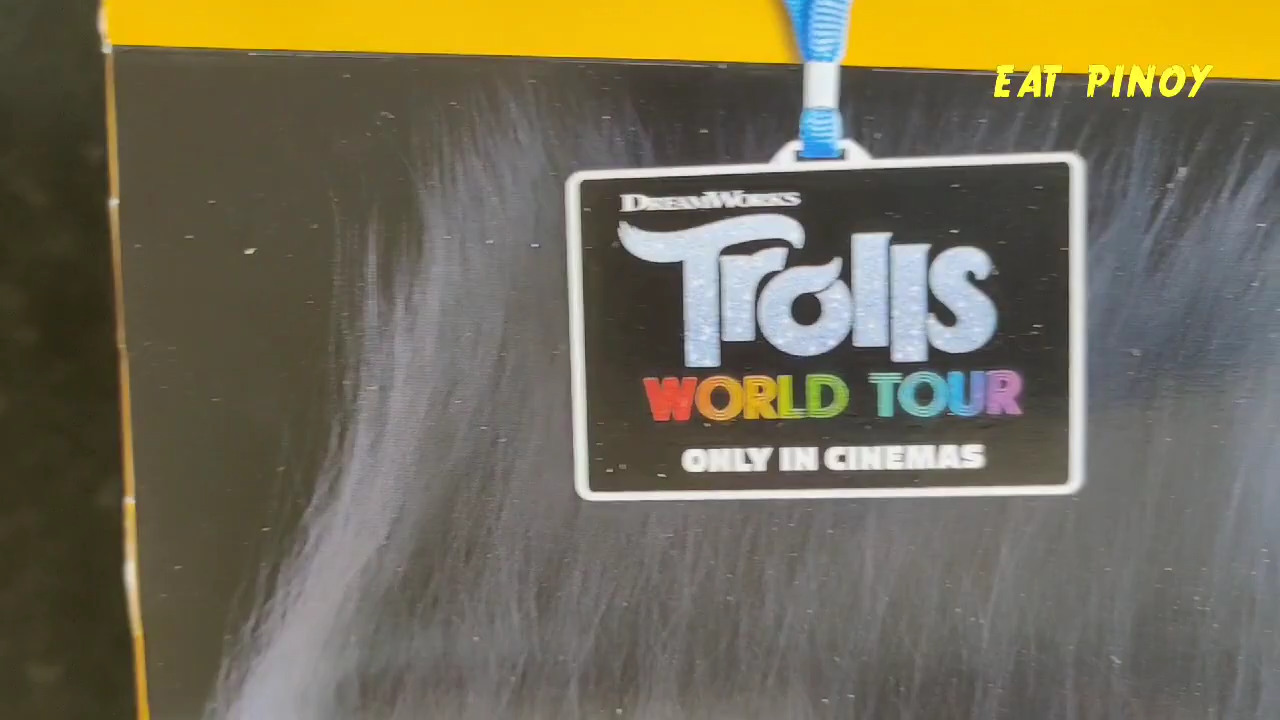 EAT PINOY
DREAMWORKS
Trolls
WORLD TOUR
ONLY IN CINEMAS